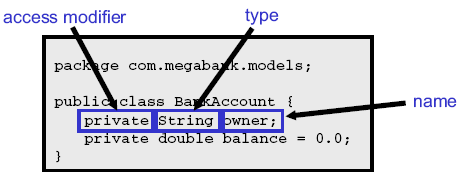 access modifier
type
package com.megabank.models;
public class BankAccount {
private String owner;
name
private double balance = 0.0;
}